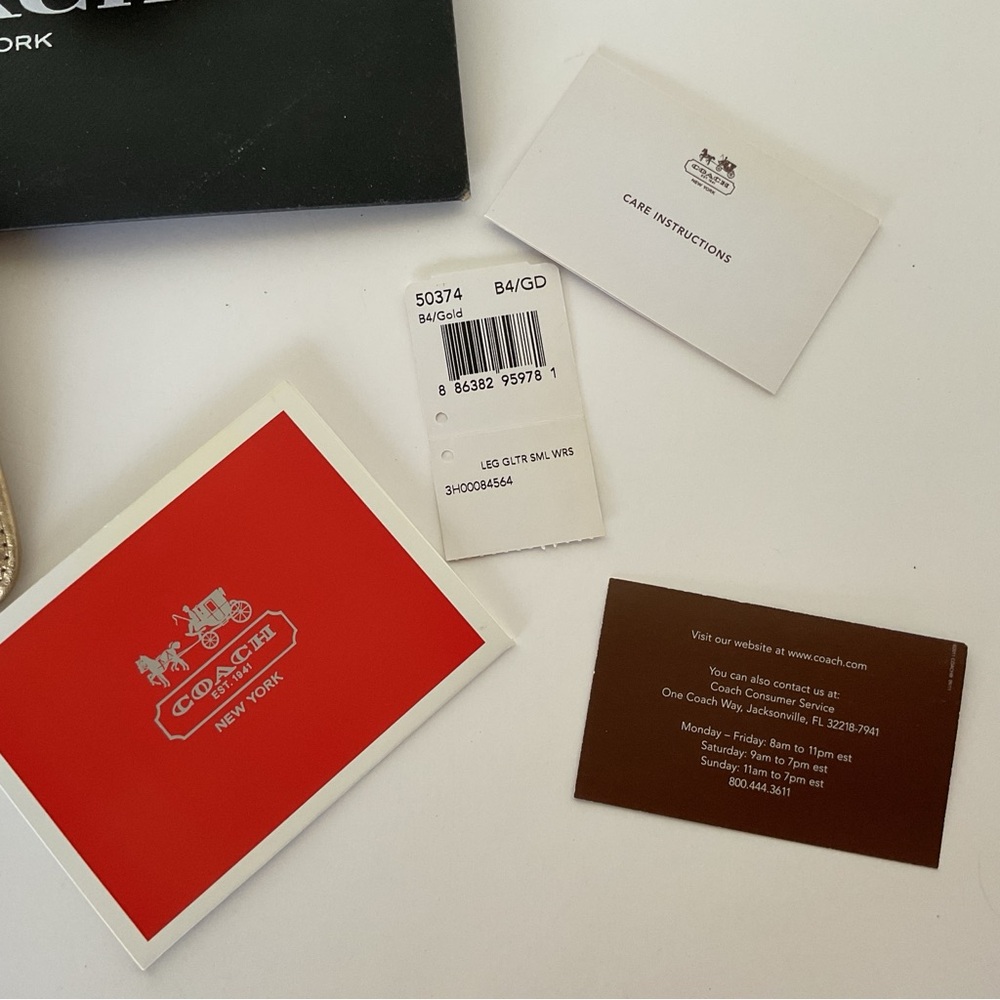 ORK
COACH
EST. 1941
NEW YORK
CARE INSTRUCTIONS
50374 B4/GD
B4/Gold
8 86382 95978 1
LEG GLTR SML WRS
3H00084564
COACH
EST. 1941
NEW YORK
Visit our website at www.coach.com
You can also contact us at:
Coach Consumer Service
One Coach Way, Jacksonville, FL 32218-7941
Monday – Friday: 8am to 11pm est
Saturday: 9am to 7pm est
Sunday: 11am to 7pm est
800.444.3611